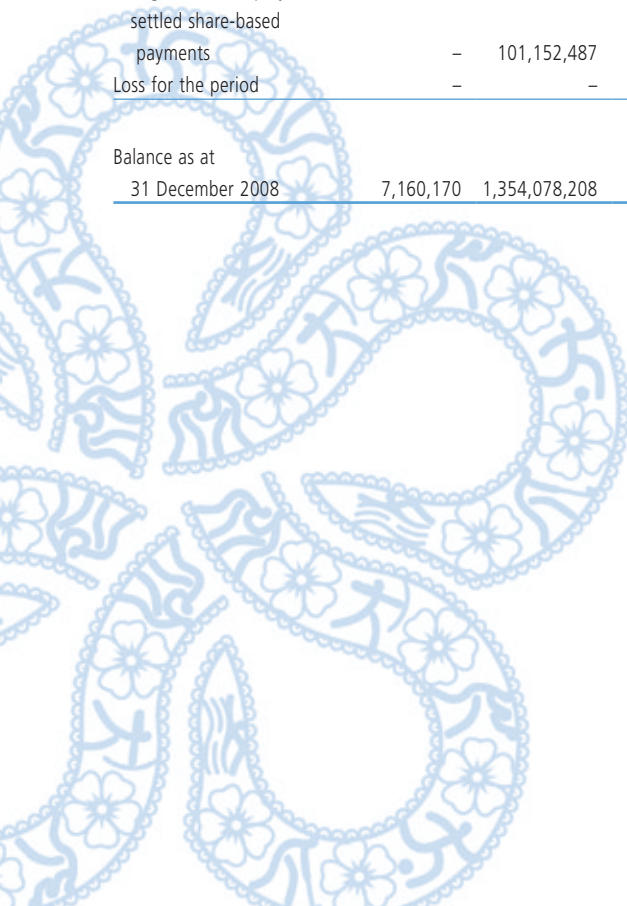 settled share-based
payments – 101,152,487
Loss for the period – –
Balance as at
31 December 2008 7,160,170 1,354,078,208